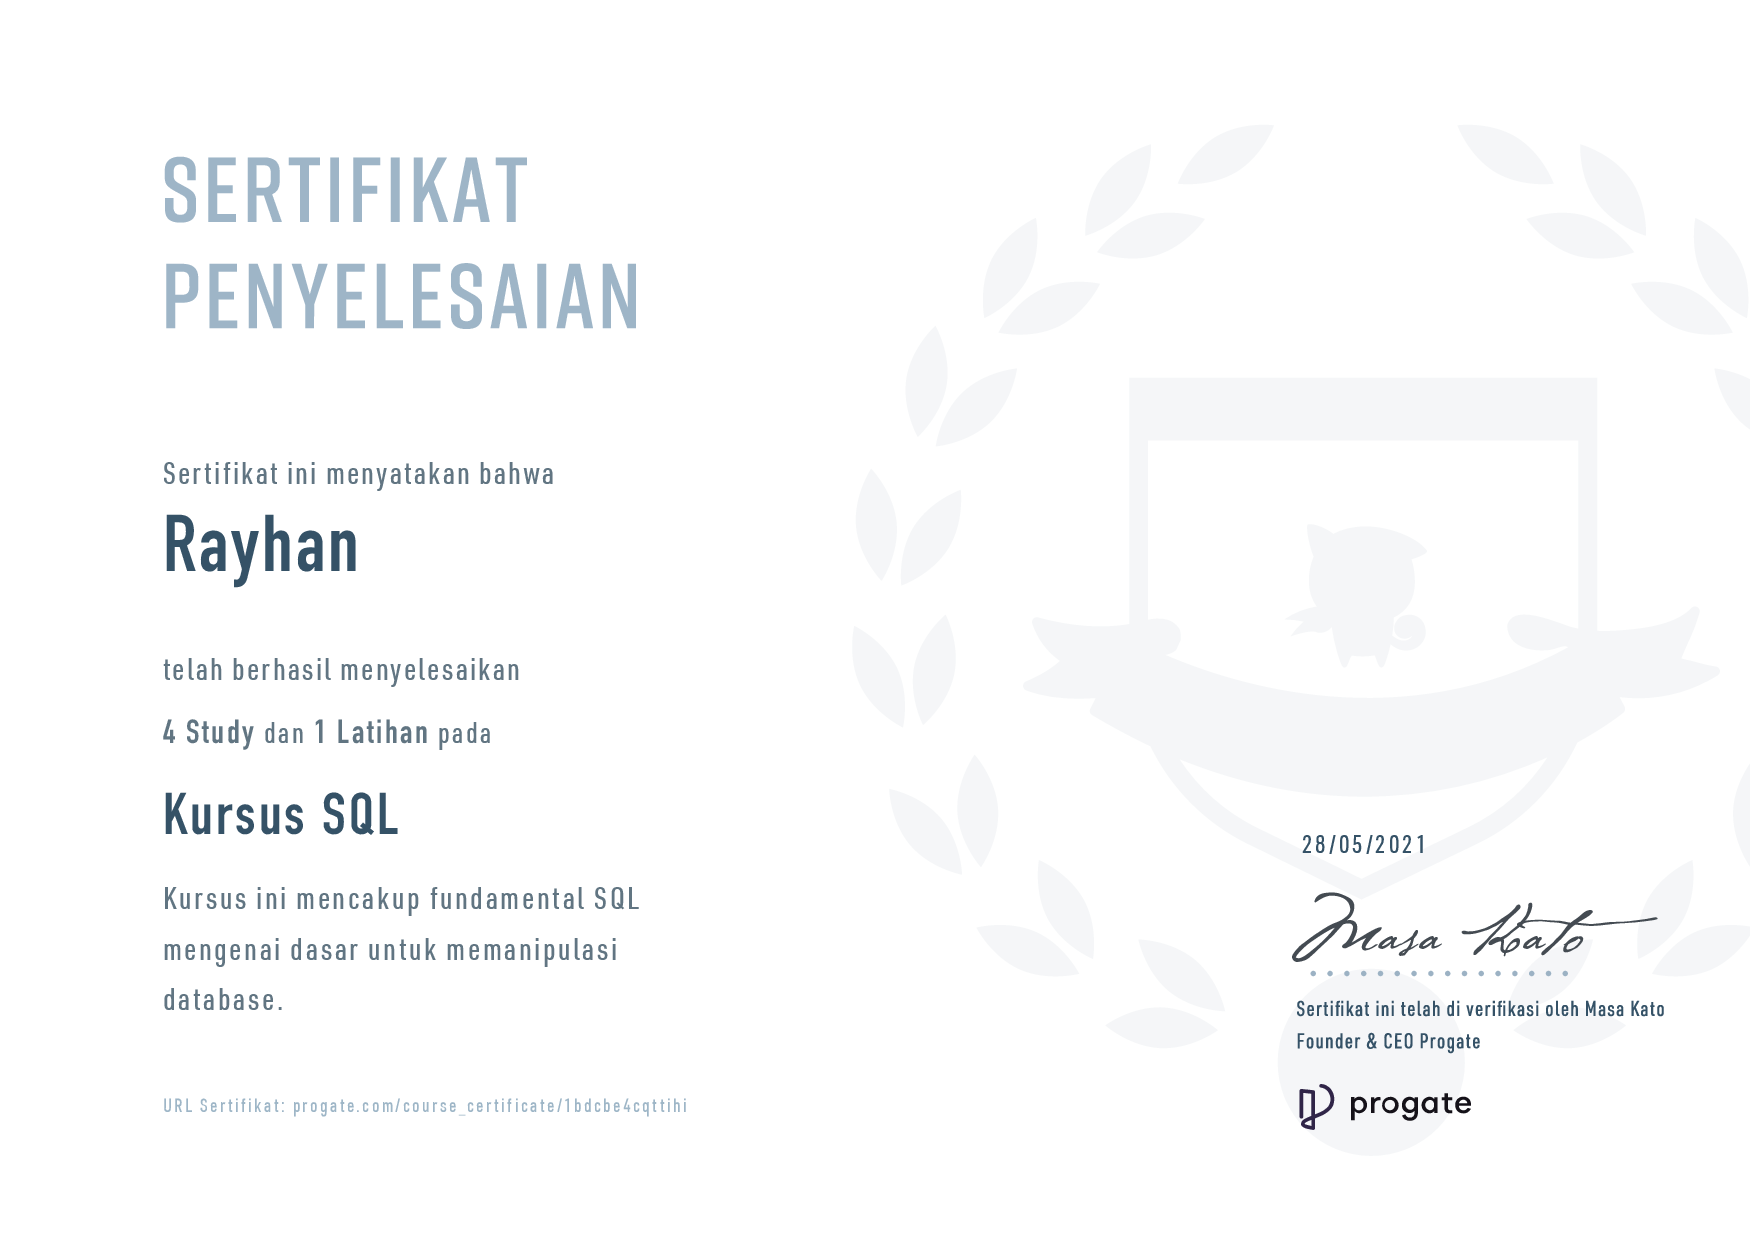 SERTIFIKAT
PENYELESAIAN
Sertifikat ini menyatakan bahwa
Rayhan
telah berhasil menyelesaikan
4 Study dan 1 Latihan pada
Kursus SQL
Kursus ini mencakup fundamental SQL
mengenai dasar untuk memanipulasi
database.
URL Sertifikat: progate.com/course_certificate/1bdcbe4cqttihi
28/05/2021
Masa Kato
Sertifikat ini telah di verifikasi oleh Masa Kato
Founder & CEO Progate
progate